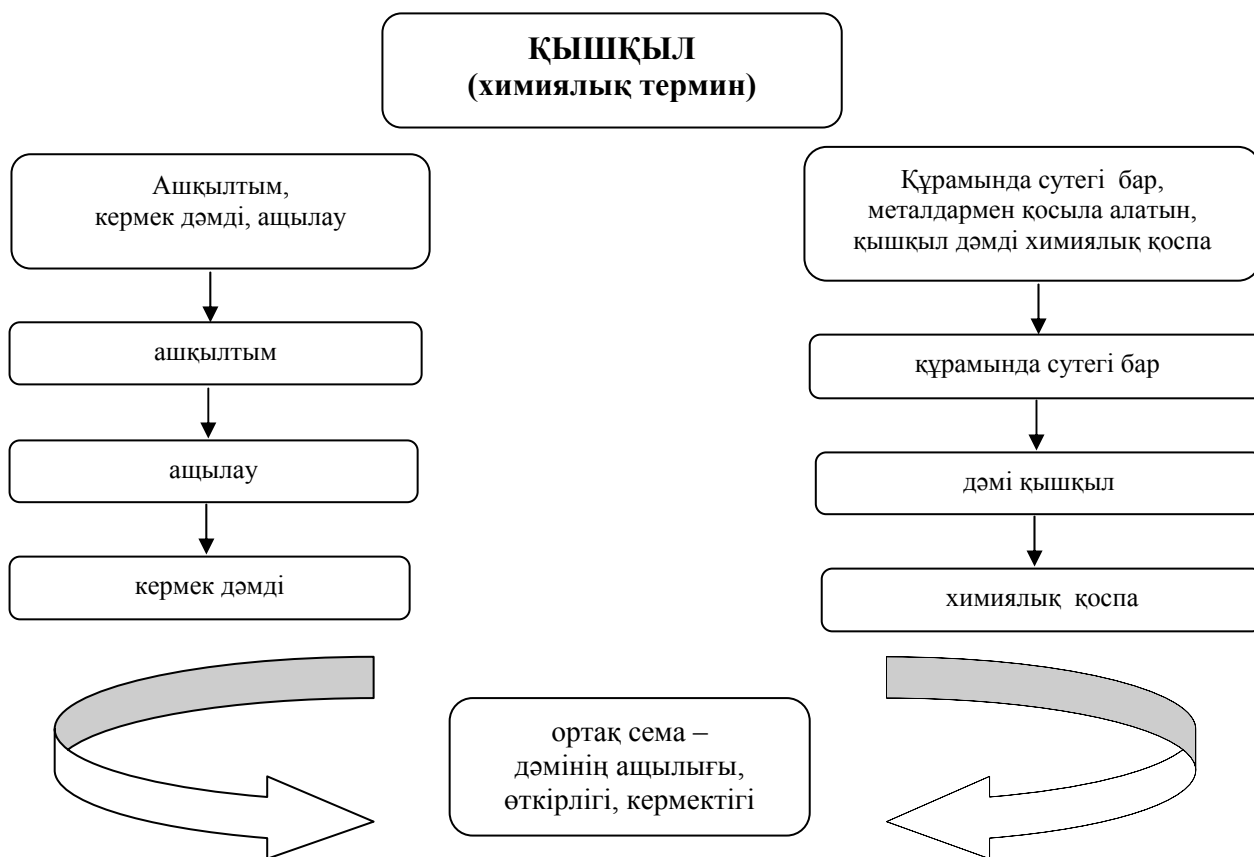 ҚЫШҚЫЛ
(химиялық термин)
Ашқылтым,
кермек дәмді, ащылау
ашқылтым
ащылау
кермек дәмді
Құрамында сутегі бар,
металдармен қосыла алатын,
қышқыл дәмді химиялық қоспа
құрамында сутегі бар
дәмі қышқыл
химиялық қоспа
ортақ сема –
дәмінің ащылығы,
өткірлігі, кермектігі